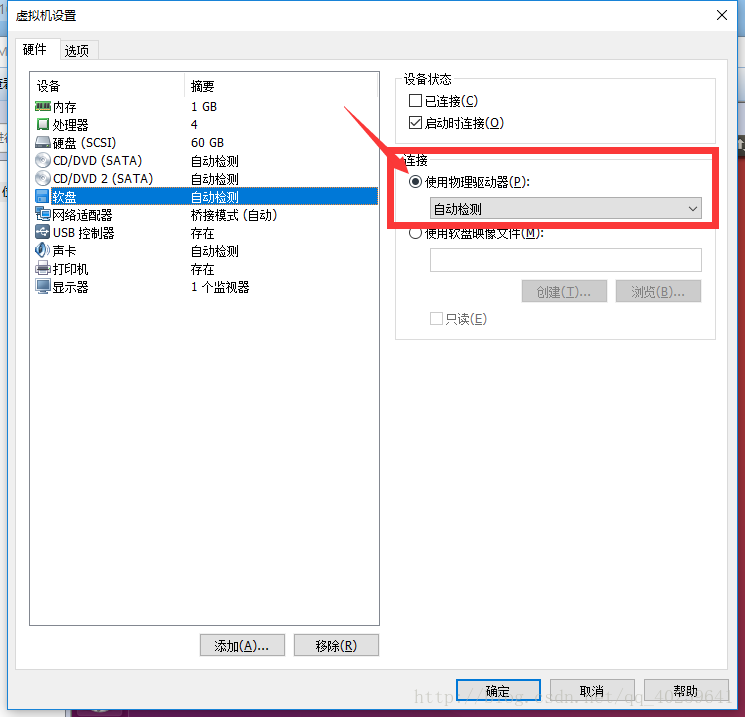 虚拟机设置
硬件 选项
设备 摘要
内存 1 GB
处理器 4
硬盘 (SCSI) 60 GB
CD/DVD (SATA) 自动检测
CD/DVD 2 (SATA) 自动检测
软盘 自动检测
网络适配器 桥接模式 (自动)
USB 控制器 存在
声卡 自动检测
打印机 存在
显示器 1 个监视器
添加(A)... 移除(R)
设备状态
已连接(C)
启动时连接(O)
连接
使用物理驱动器(P):
自动检测
使用软盘映像文件(M):
创建(T)... 浏览(B)...
只读(E)
确定 取消 帮助